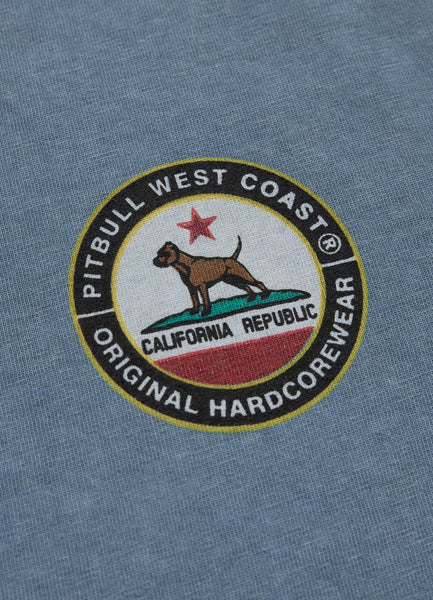 PITBULL WEST COAST®
CALIFORNIA REPUBLIC
ORIGINAL HARDCOREWEAR